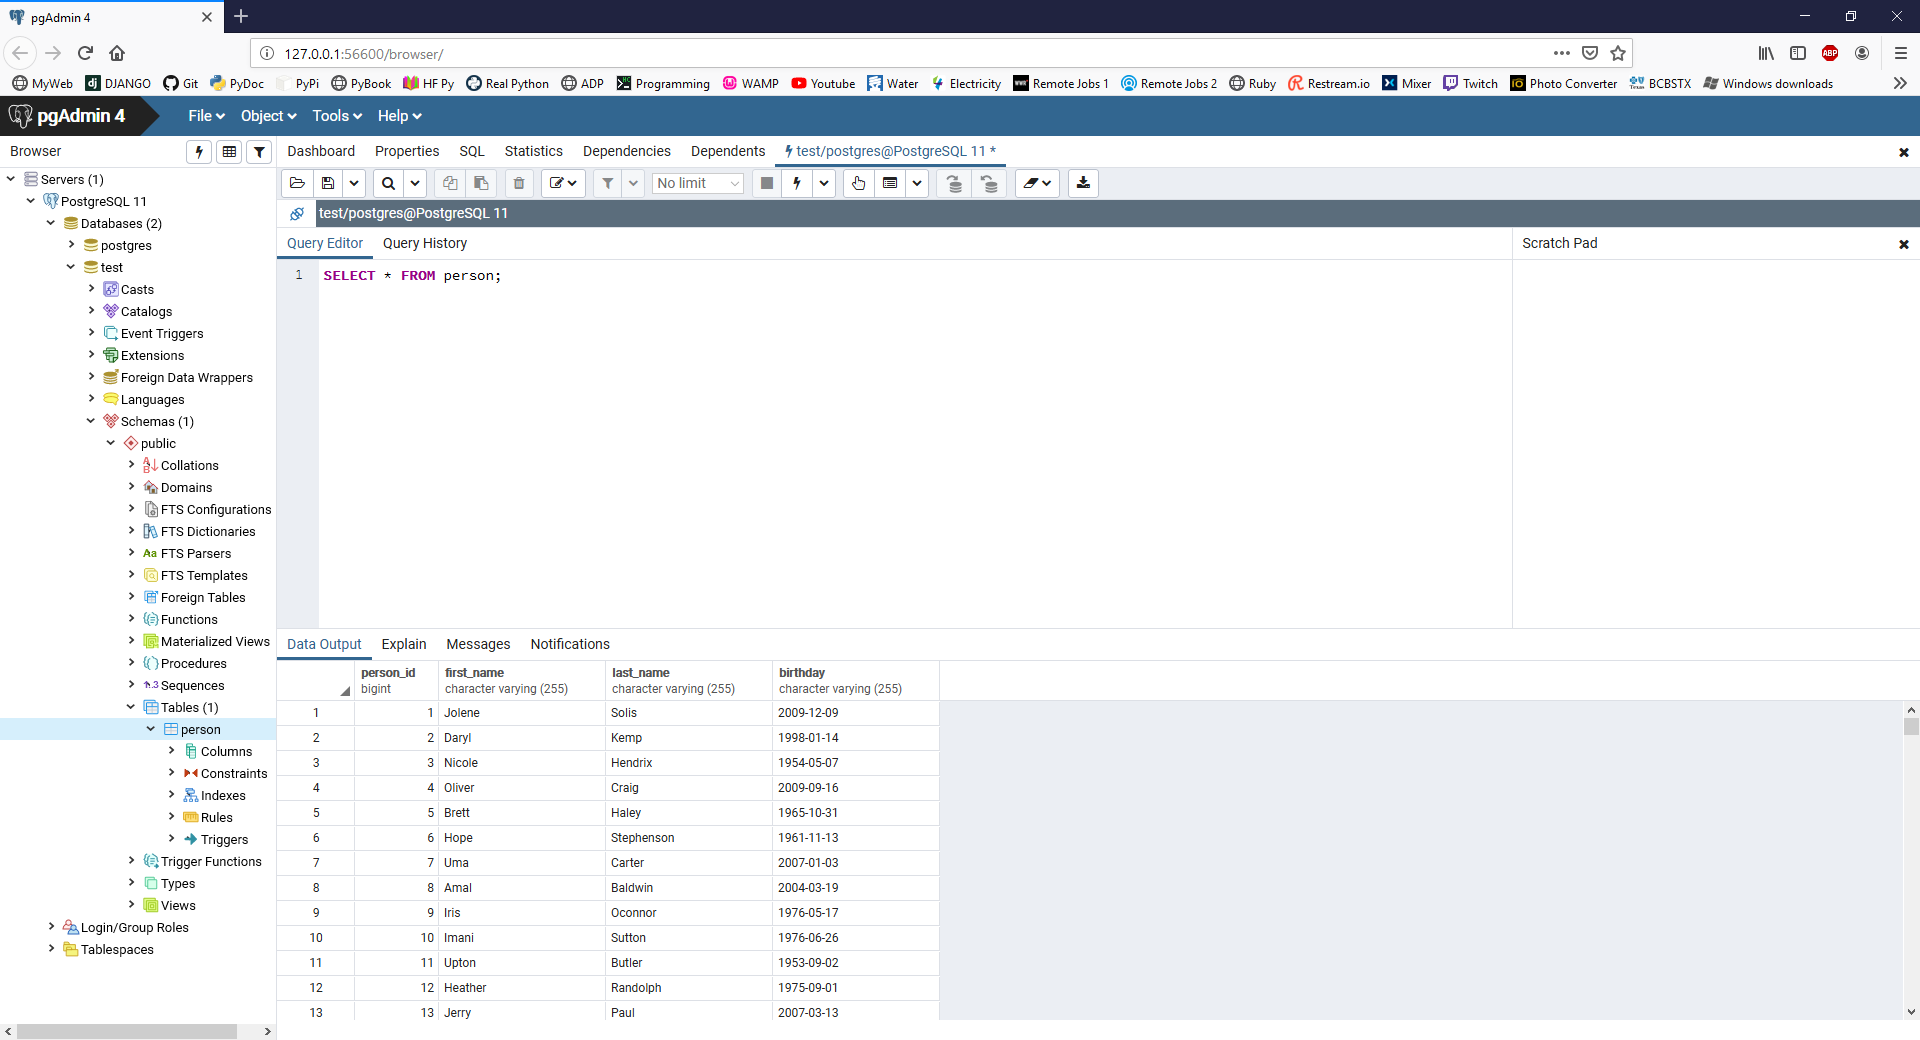 pgAdmin 4
127.0.0.1:56600/browser/
MyWeb DJANGO Git PyDoc PyPi PyBook HF Py Real Python ADP Programming WAMP Youtube Water Electricity Remote Jobs 1 Remote Jobs 2 Ruby Restream.io Mixer Twitch Photo Converter BCBSTX Windows downloads
pgAdmin 4 File Object Tools Help
Browser
Dashboard Properties SQL Statistics Dependencies Dependents test/postgres@PostgreSQL 11 *
No limit
test/postgres@PostgreSQL 11
Query Editor Query History
Scratch Pad
1 SELECT * FROM person;
Servers (1)
PostgreSQL 11
Databases (2)
postgres
test
Casts
Catalogs
Event Triggers
Extensions
Foreign Data Wrappers
Languages
Schemas (1)
public
Collations
Domains
FTS Configurations
FTS Dictionaries
FTS Parsers
FTS Templates
Foreign Tables
Functions
Materialized Views
Procedures
Sequences
Tables (1)
person
Columns
Constraints
Indexes
Rules
Triggers
Trigger Functions
Types
Views
Login/Group Roles
Tablespaces
Data Output Explain Messages Notifications
person_id first_name last_name birthday
bigint character varying (255) character varying (255) character varying (255)
1 1 Jolene Solis 2009-12-09
2 2 Daryl Kemp 1998-01-14
3 3 Nicole Hendrix 1954-05-07
4 4 Oliver Craig 2009-09-16
5 5 Brett Haley 1965-10-31
6 6 Hope Stephenson 1961-11-13
7 7 Uma Carter 2007-01-03
8 8 Amal Baldwin 2004-03-19
9 9 Iris Oconnor 1976-05-17
10 10 Imani Sutton 1976-06-26
11 11 Upton Butler 1953-09-02
12 12 Heather Randolph 1975-09-01
13 13 Jerry Paul 2007-03-13